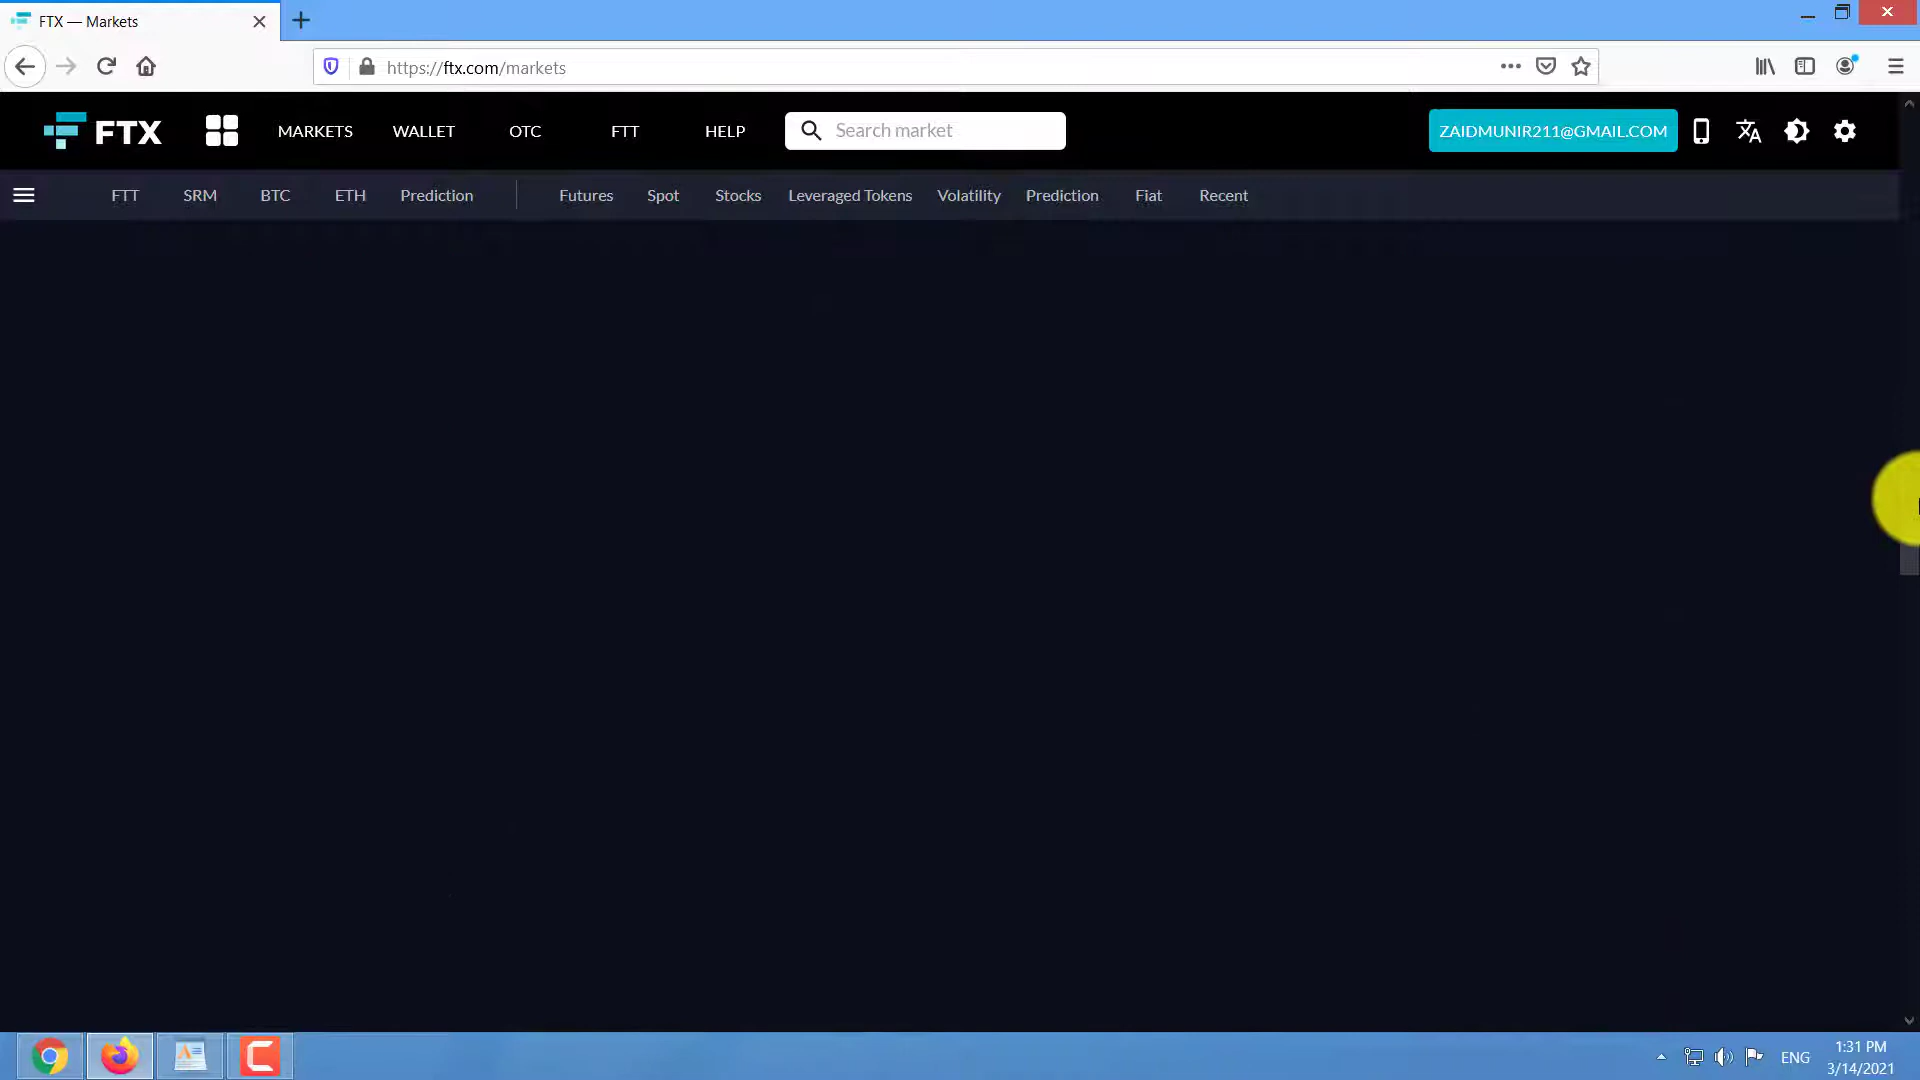 FTX — Markets
https://ftx.com/markets
FTX MARKETS WALLET OTC FTT HELP Search market ZAIDMUNIR211@GMAIL.COM
FTT SRM BTC ETH Prediction Futures Spot Stocks Leveraged Tokens Volatility Prediction Fiat Recent
ENG 1:31 PM
3/14/2021